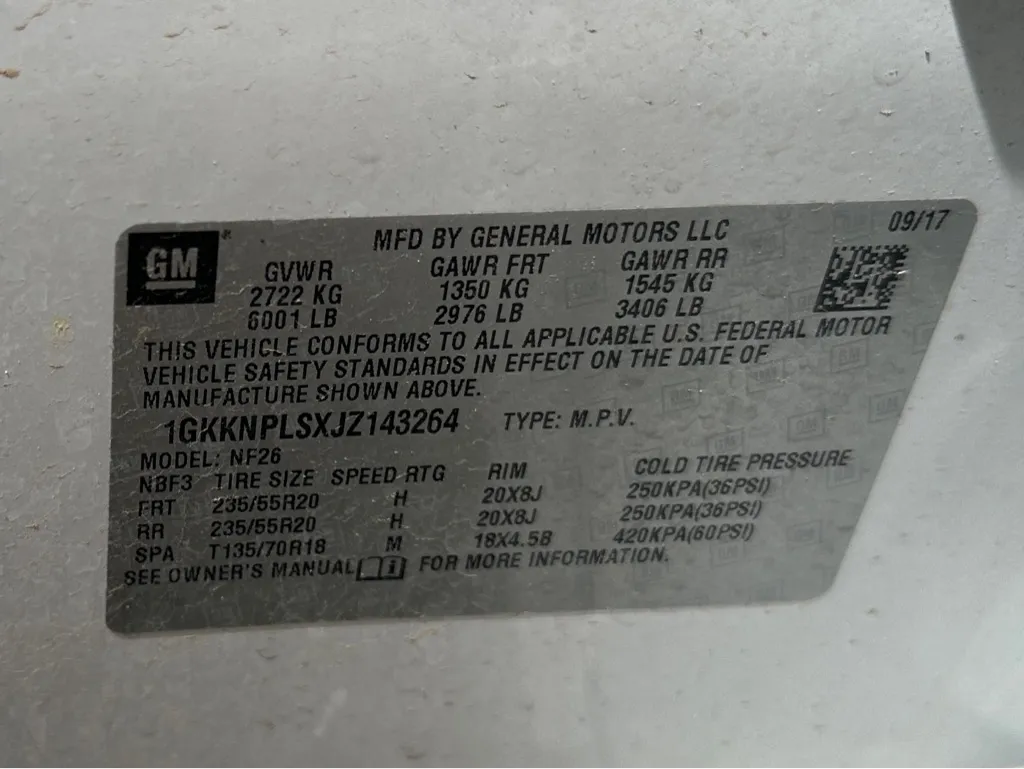 GM
MFD BY GENERAL MOTORS LLC 09/17
GVWR GAWR FRT GAWR RR
2722 KG 1350 KG 1545 KG
6001 LB 2976 LB 3406 LB
THIS VEHICLE CONFORMS TO ALL APPLICABLE U.S. FEDERAL MOTOR
VEHICLE SAFETY STANDARDS IN EFFECT ON THE DATE OF
MANUFACTURE SHOWN ABOVE.
1GKKNPLSXJZ143264 TYPE: M.P.V.
MODEL: NF26
NBF3 TIRE SIZE SPEED RTG RIM COLD TIRE PRESSURE
FRT 235/55R20 H 20X8J 250KPA(36PSI)
RR 235/55R20 H 20X8J 250KPA(36PSI)
SPA T135/70R18 M 18X4.5B 420KPA(60PSI)
SEE OWNER'S MANUAL i FOR MORE INFORMATION.